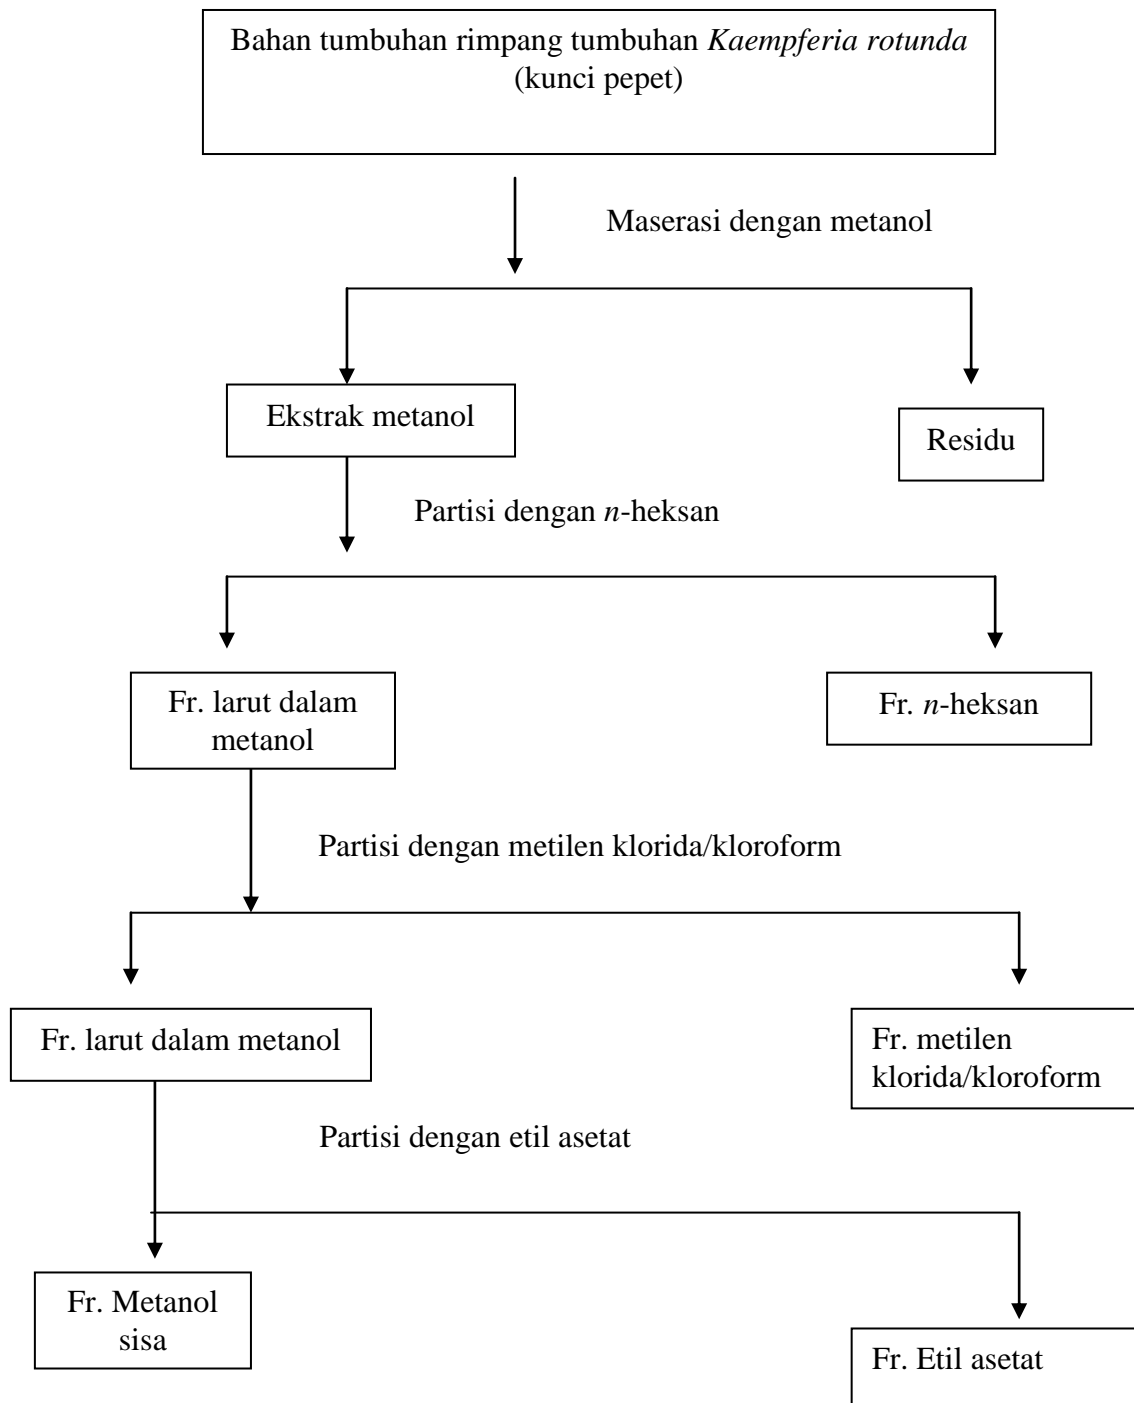 Bahan tumbuhan rimpang tumbuhan Kaempferia rotunda
(kunci pepet)
Maserasi dengan metanol
Ekstrak metanol
Residu
Partisi dengan n-heksan
Fr. larut dalam
metanol
Fr. n-heksan
Partisi dengan metilen klorida/kloroform
Fr. larut dalam metanol
Fr. metilen
klorida/kloroform
Partisi dengan etil asetat
Fr. Metanol
sisa
Fr. Etil asetat